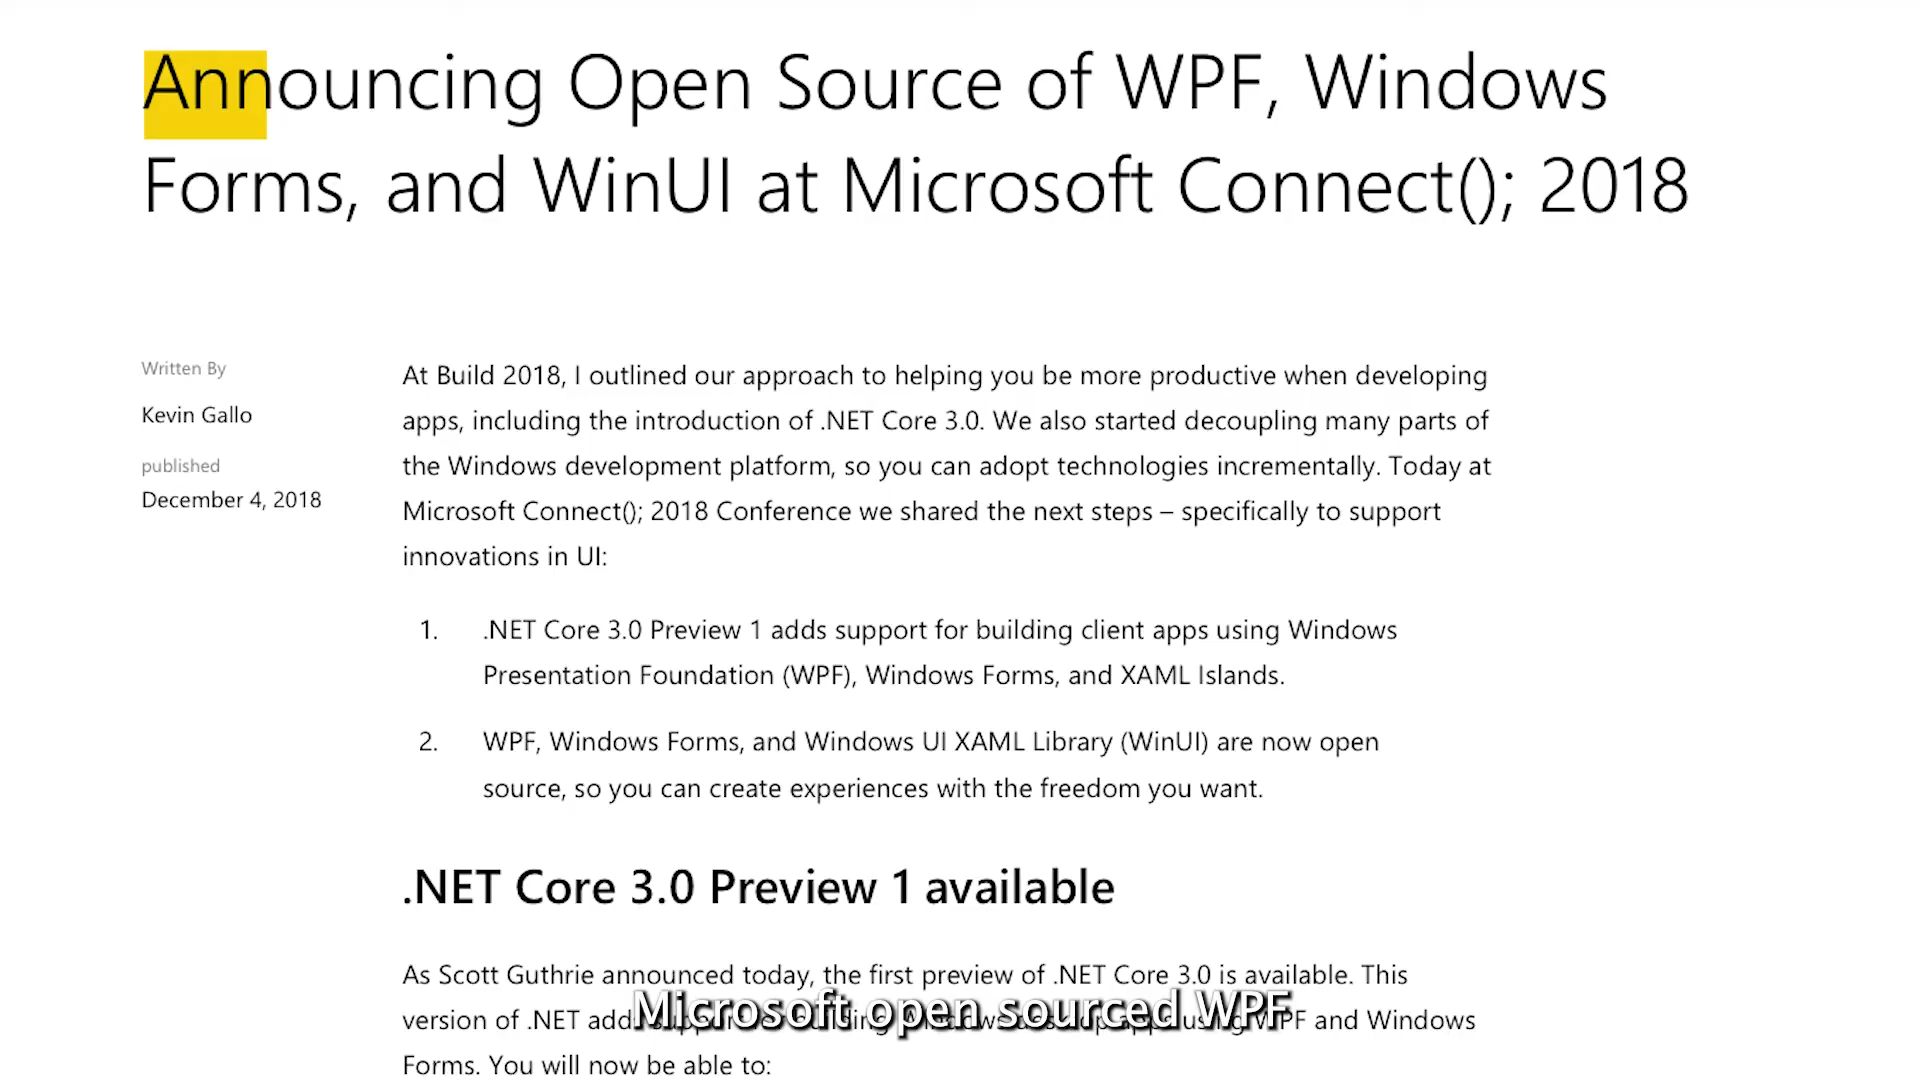 Announcing Open Source of WPF, Windows
Forms, and WinUI at Microsoft Connect(); 2018
Written By
Kevin Gallo
published
December 4, 2018
At Build 2018, I outlined our approach to helping you be more productive when developing
apps, including the introduction of .NET Core 3.0. We also started decoupling many parts of
the Windows development platform, so you can adopt technologies incrementally. Today at
Microsoft Connect(); 2018 Conference we shared the next steps – specifically to support
innovations in UI:
1. .NET Core 3.0 Preview 1 adds support for building client apps using Windows
Presentation Foundation (WPF), Windows Forms, and XAML Islands.
2. WPF, Windows Forms, and Windows UI XAML Library (WinUI) are now open
source, so you can create experiences with the freedom you want.
.NET Core 3.0 Preview 1 available
As Scott Guthrie announced today, the first preview of .NET Core 3.0 is available. This
version of .NET and Windows
Forms. You will now be able to:
Microsoft open sourced WPF